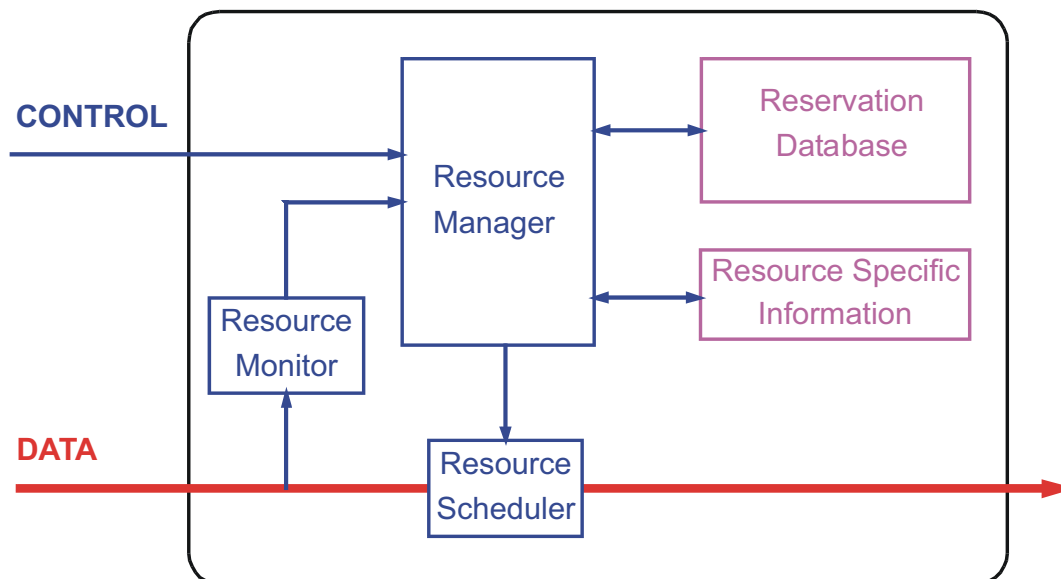 CONTROL
Resource
Manager
Reservation
Database
Resource Specific
Information
Resource
Monitor
DATA
Resource
Scheduler